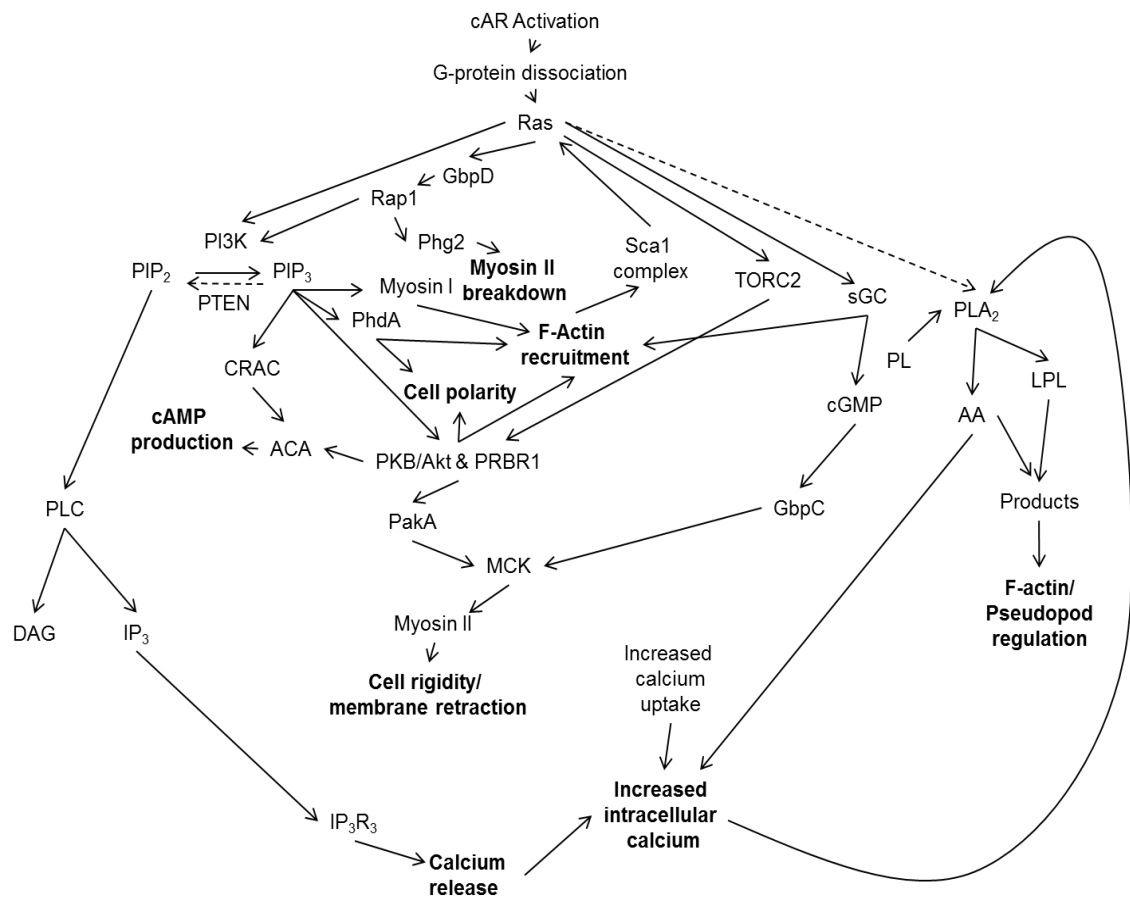 cAR Activation
G-protein dissociation
Ras
GbpD
Rap1
PI3K
Phg2
Sca1
complex
PIP₂
PIP₃
PTEN
Myosin I
Myosin II
breakdown
TORC2
sGC
PLA₂
PhdA
F-Actin
recruitment
CRAC
PL
LPL
Cell polarity
cGMP
AA
cAMP
production
ACA
PKB/Akt & PRBR1
PLC
PakA
GbpC
Products
MCK
DAG
IP₃
Myosin II
F-actin/
Pseudopod
regulation
Cell rigidity/
membrane retraction
Increased
calcium
uptake
Increased
intracellular
calcium
IP₃R₃
Calcium
release